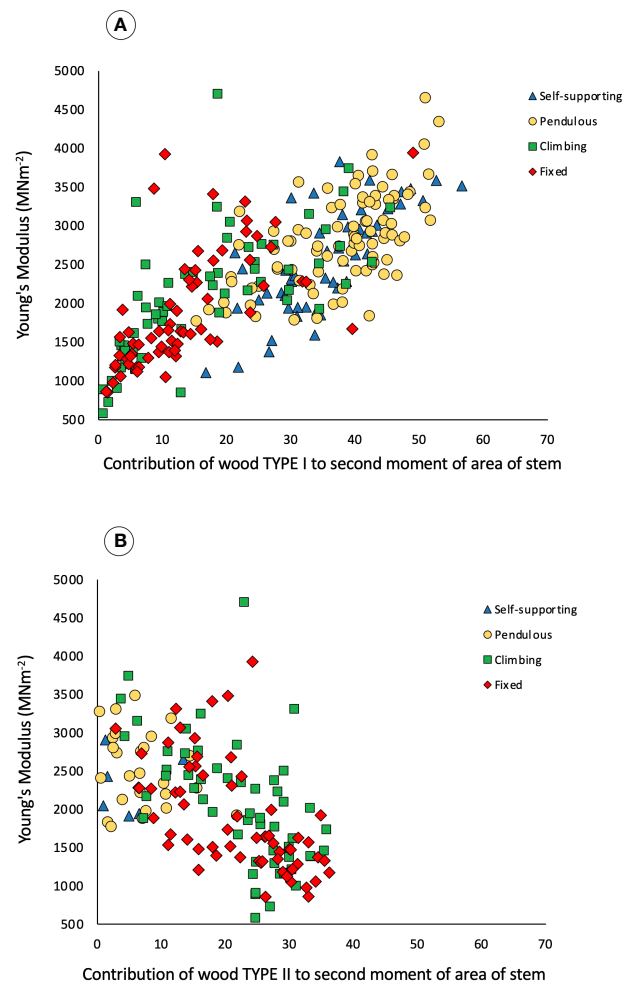 A
Young's Modulus (MNm-2)
5000
4500
4000
3500
3000
2500
2000
1500
1000
500
0 10 20 30 40 50 60 70
Contribution of wood TYPE I to second moment of area of stem
Self-supporting
Pendulous
Climbing
Fixed
B
Young's Modulus (MNm-2)
5000
4500
4000
3500
3000
2500
2000
1500
1000
500
0 10 20 30 40 50 60 70
Contribution of wood TYPE II to second moment of area of stem
Self-supporting
Pendulous
Climbing
Fixed